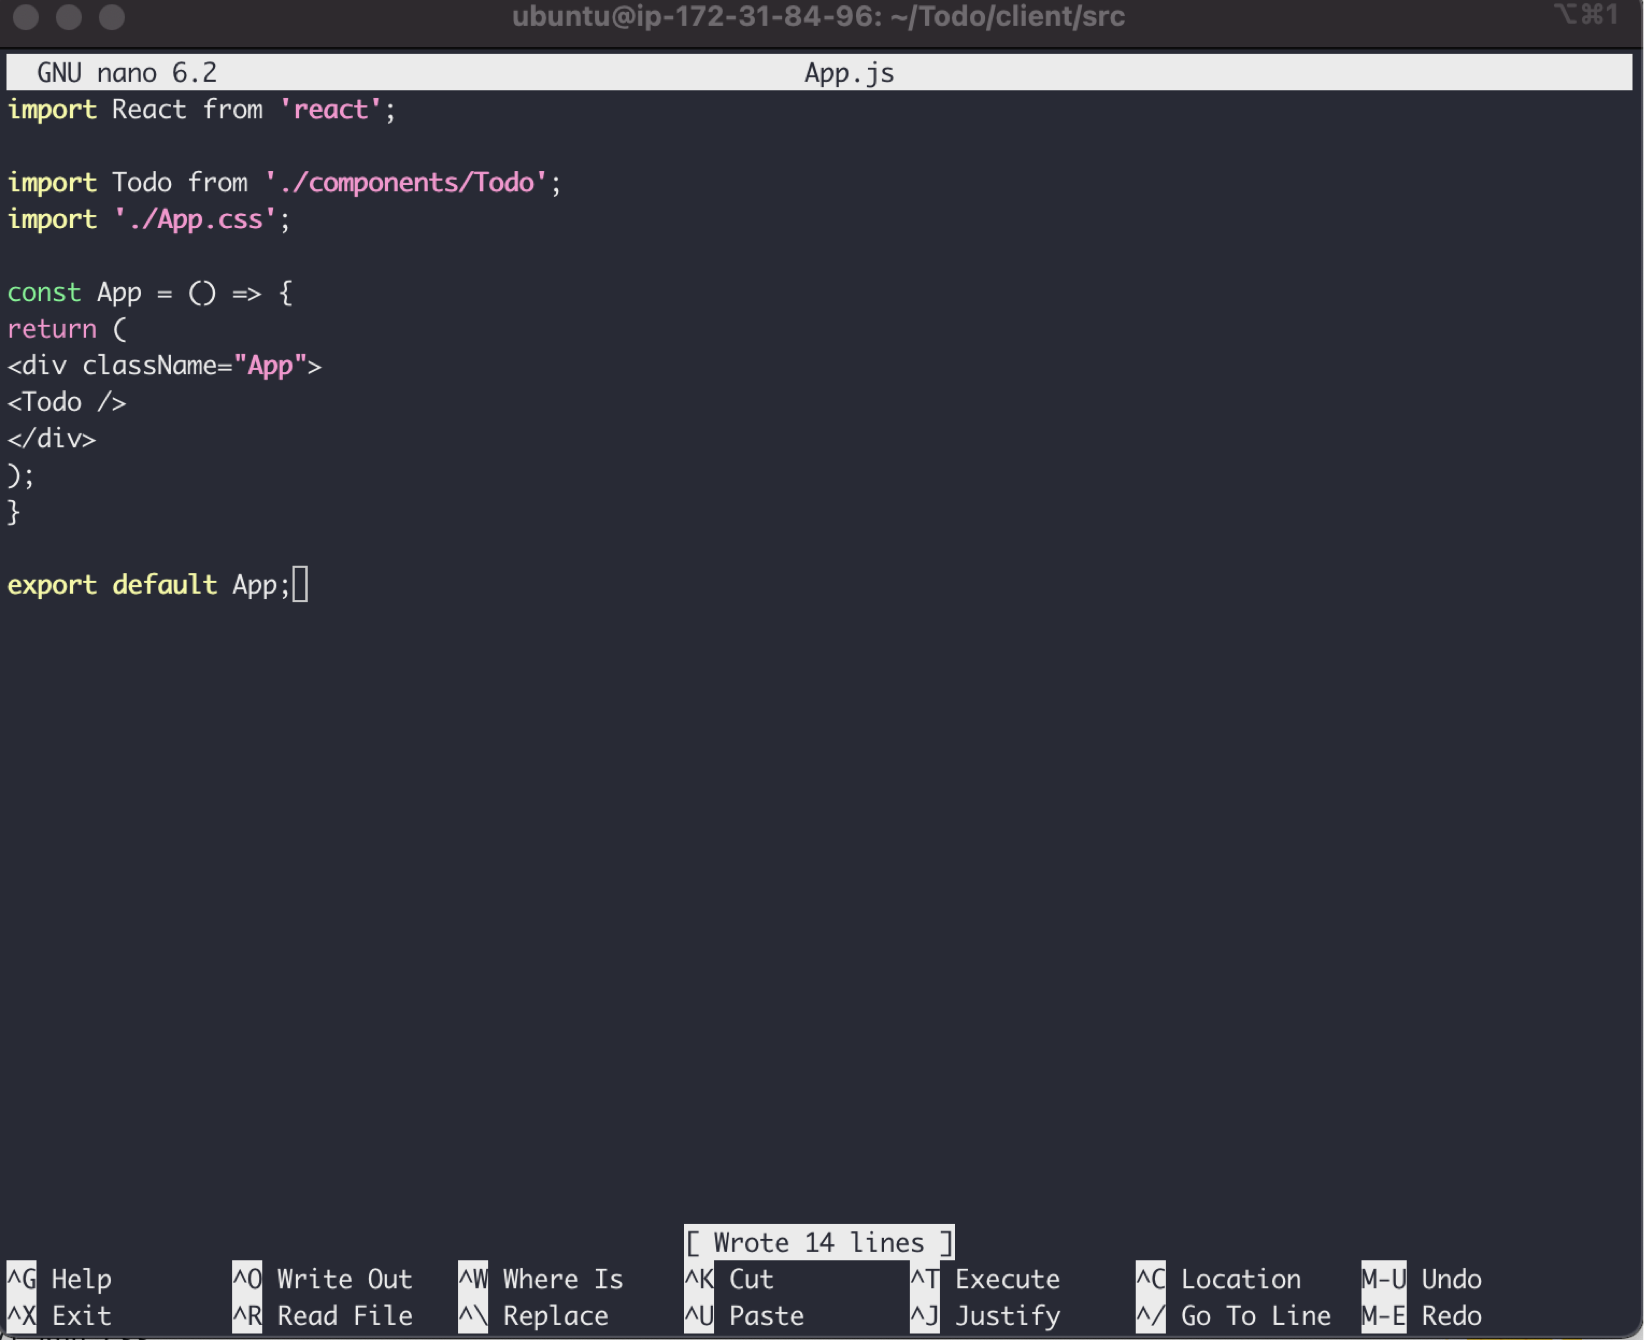 ubuntu@ip-172-31-84-96: ~/Todo/client/src ⌥⌘1
GNU nano 6.2 App.js
import React from 'react';

import Todo from './components/Todo';
import './App.css';

const App = () => {
return (
<div className="App">
<Todo />
</div>
);
}

export default App;
[ Wrote 14 lines ]
^G Help ^O Write Out ^W Where Is ^K Cut ^T Execute ^C Location M-U Undo
^X Exit ^R Read File ^\ Replace ^U Paste ^J Justify ^/ Go To Line M-E Redo